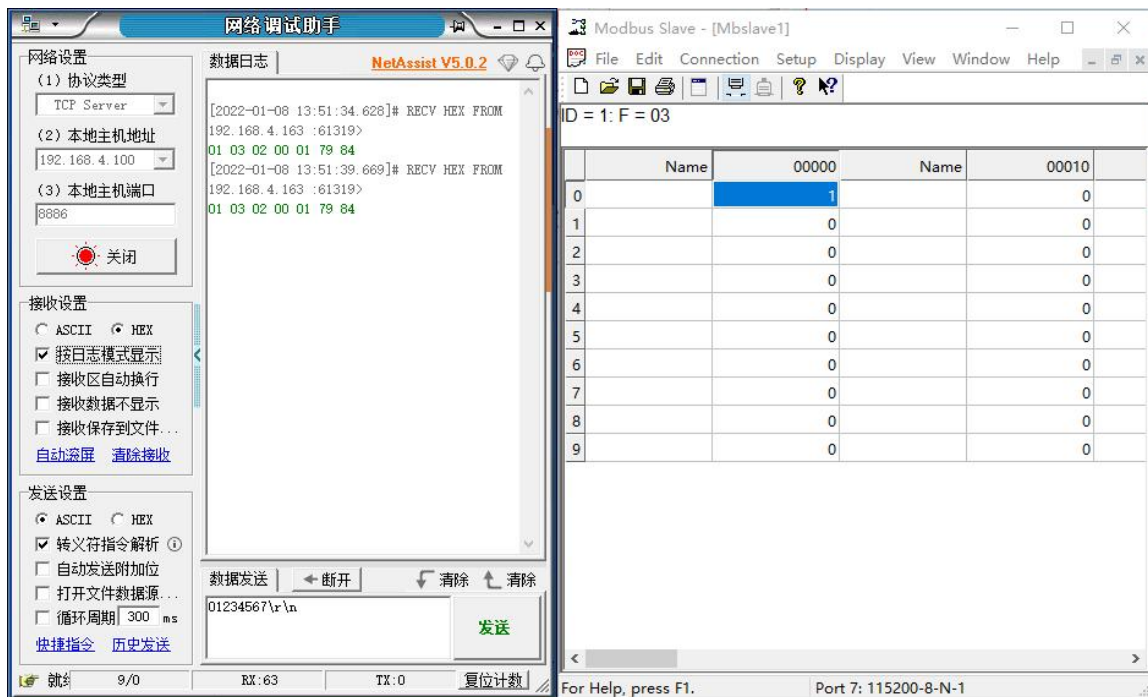 网络调试助手
网络设置
(1) 协议类型
TCP Server
(2) 本地主机地址
192.168.4.100
(3) 本地主机端口
8886
关闭
接收设置
ASCII HEX
按日志模式显示
接收区自动换行
接收数据不显示
接收保存到文件...
自动滚屏 清除接收
发送设置
ASCII HEX
转义符指令解析
自动发送附加位
打开文件数据源...
循环周期 300 ms
快捷指令 历史发送
数据日志 NetAssist V5.0.2
[2022-01-08 13:51:34.628]# RECV HEX FROM
192.168.4.163 :61319>
01 03 02 00 01 79 84
[2022-01-08 13:51:39.669]# RECV HEX FROM
192.168.4.163 :61319>
01 03 02 00 01 79 84
数据发送 断开 清除 清除
01234567\r\n
发送
9/0 RX:63 TX:0 复位计数
Modbus Slave - [Mbslave1]
File Edit Connection Setup Display View Window Help
ID = 1: F = 03
Name 00000 Name 00010
0 1 0
1 0 0
2 0 0
3 0 0
4 0 0
5 0 0
6 0 0
7 0 0
8 0 0
9 0 0
For Help, press F1. Port 7: 115200-8-N-1